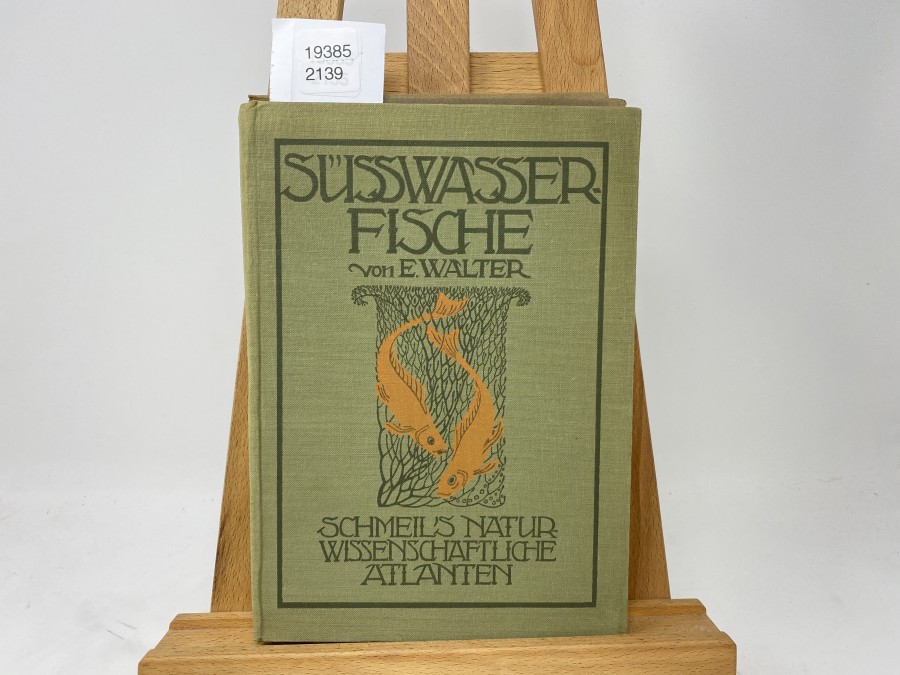 19385
2139
SÜSSWASSER-
FISCHE
von E. WALTER
SCHMEIL'S NATUR
WISSENSCHAFTLICHE
ATLANTEN